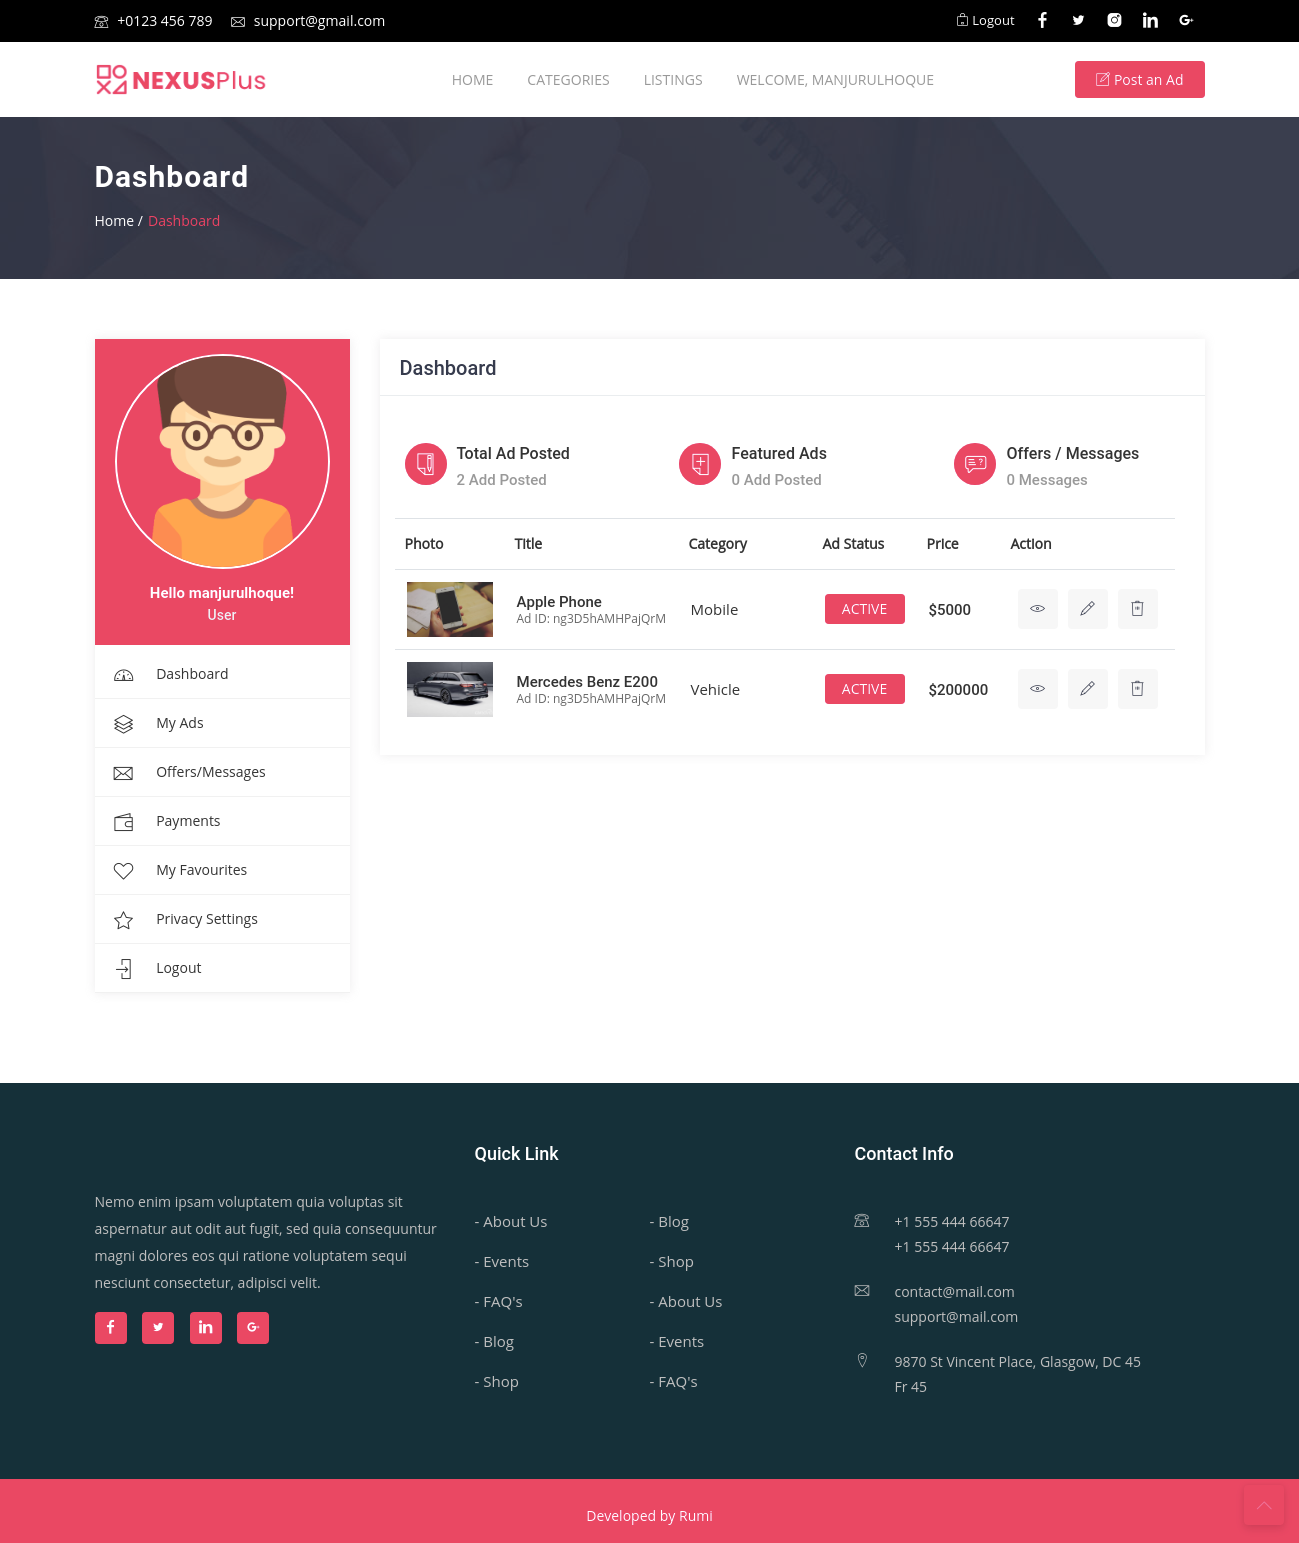 +0123 456 789 support@gmail.com Logout
NEXUSPlus HOME CATEGORIES LISTINGS WELCOME, MANJURULHOQUE Post an Ad
Dashboard
Home / Dashboard
Hello manjurulhoque!
User
Dashboard
My Ads
Offers/Messages
Payments
My Favourites
Privacy Settings
Logout
Dashboard
Total Ad Posted
2 Add Posted
Featured Ads
0 Add Posted
Offers / Messages
0 Messages
Photo Title Category Ad Status Price Action
Apple Phone
Ad ID: ng3D5hAMHPajQrM
Mobile ACTIVE $5000
Mercedes Benz E200
Ad ID: ng3D5hAMHPajQrM
Vehicle ACTIVE $200000
Nemo enim ipsam voluptatem quia voluptas sit
aspernatur aut odit aut fugit, sed quia consequuntur
magni dolores eos qui ratione voluptatem sequi
nesciunt consectetur, adipisci velit.
Quick Link
- About Us
- Events
- FAQ's
- Blog
- Shop
- Blog
- Shop
- About Us
- Events
- FAQ's
Contact Info
+1 555 444 66647
+1 555 444 66647
contact@mail.com
support@mail.com
9870 St Vincent Place, Glasgow, DC 45
Fr 45
Developed by Rumi